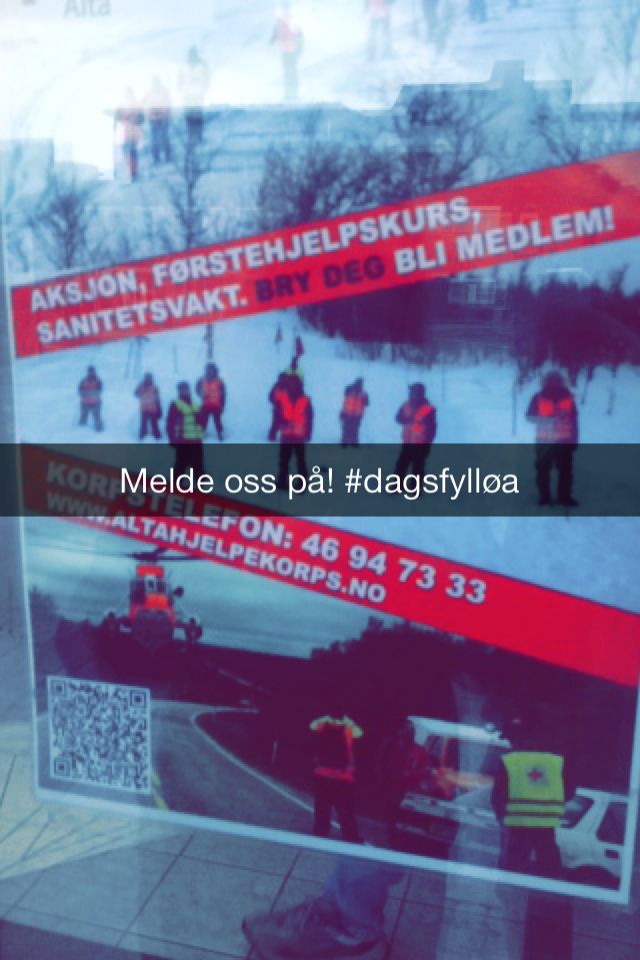 Alta
AKSJON, FØRSTEHJELPSKURS,
SANITETSVAKT. BRY DEG BLI MEDLEM!
Melde oss på! #dagsfylløa
KORPSTELEFON: 46 94 73 33
WWW.ALTAHJELPEKORPS.NO